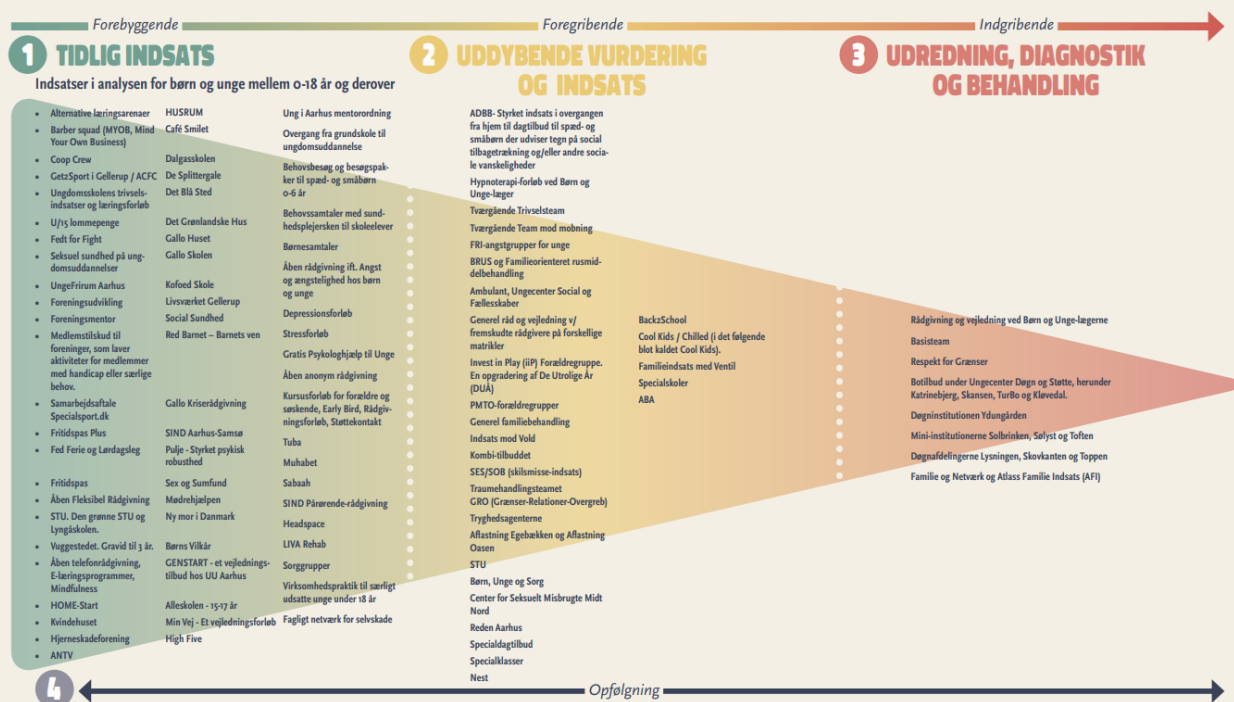 Forebyggende
Foregribende
Indgribende
1 TIDLIG INDSATS
Indsatser i analsen for børn og unge mellem 0-18 år og derover
2 UDDYBENDE VURDERING
OG INDSATS
3 UDREDNING, DIAGNOSTIK
OG BEHANDLING
• Alternative læringsarenaer
• Barber squad (MYOB, Mind
Your Own Business)
• Coop Crew
• GetzSport i Gellerup / ACFC
• Ungdomsskolens trivsels-
indsatser og læringsforløb
• U/15 lommepenge
• Fedt for Fight
• Seksuel sundhed på ung-
domsuddannelser
• UngeFrirum Aarhus
• Foreningsudvikling
• Foreningsmentor
• Medlemstilskud til
foreninger, som laver
aktiviteter for medlemmer
med handicap eller særlige
behov.
• Samarbejdsaftale
Specialsport.dk
• Fritidspas Plus
• Fed Ferie og Lørdagsleg
• Fritidspas
• Åben Fleksibel Rådgivning
• STU. Den grønne STU og
Lyngåskolen.
• Vuggestedet. Gravid til 3 år.
• Åben telefonrådgivning,
E-læringsprogrammer,
Mindfulness
• HOME-Start
• Kvindehuset
• Hjerneskadeforening
• ANTV
HUSRUM
Café Smilet
Dalgasskolen
De Splittergale
Det Blå Sted
Det Grønlandske Hus
Gallo Huset
Gallo Skolen
Kofoed Skole
Livsværket Gellerup
Social Sundhed
Red Barnet – Barnets ven
Gallo Kriserådgivning
SIND Aarhus-Samsø
Pulje - Styrket psykisk
robusthed
Sex og Sumfund
Mødrehjælpen
Ny mor i Danmark
Børns Vilkår
GENSTART - et vejlednings-
tilbud hos UU Aarhus
Alleskolen - 15-17 år
Min Vej - Et vejledningsforløb
High Five
Ung i Aarhus mentorordning
Overgang fra grundskole til
ungdomsuddannelse
Behovsbesøg og besøgspak-
ker til spæd- og småbørn
0-6 år
Behovssamtaler med sund-
hedsplejersken til skoleelever
Børnesamtaler
Åben rådgivning ift. Angst
og ængstelighed hos børn
og unge
Depressionsforløb
Stressforløb
Gratis Psykologhjælp til Unge
Åben anonym rådgivning
Kursusforløb for forældre og
søskende, Early Bird, Rådgiv-
ningsforløb, Støttekontakt
Tuba
Muhabet
Sabaah
SIND Pårørende-rådgivning
Headspace
LIVA Rehab
Sorggrupper
Virksomhedspraktik til særligt
udsatte unge under 18 år
Fagligt netværk for selvskade
ADBB- Styrket indsats i overgangen
fra hjem til dagtilbud til spæd- og
småbørn der udviser tegn på social
tilbagetrækning og/eller andre socia-
le vanskeligheder
Hypnoterapi-forløb ved Børn og
Unge-læger
Tværgående Trivselsteam
Tværgående Team mod mobning
FRI-angstgrupper for unge
BRUS og Familieorienteret rusmid-
delbehandling
Ambulant, Ungecenter Social og
Fællesskaber
Generel råd og vejledning v/
fremskudte rådgivere på forskellige
matrikler
Invest in Play (iiP) Forældregruppe.
En opgradering af De Utrolige År
(DUÅ)
PMTO-forældregrupper
Generel familiebehandling
Indsats mod Vold
Kombi-tilbuddet
SES/SOB (skilsmisse-indsats)
Traumehandlingsteamet
GRO (Grænser-Relationer-Overgreb)
Tryghedsagenterne
Aflastning Egebækken og Aflastning
Oasen
STU
Børn, Unge og Sorg
Center for Seksuelt Misbrugte Midt
Nord
Reden Aarhus
Specialdagtilbud
Specialklasser
Nest
Back2School
Cool Kids / Chilled (i det følgende
blot kaldet Cool Kids).
Familieindsats med Ventil
Specialskoler
ABA
Rådgivning og vejledning ved Børn og Unge-lægerne
Basisteam
Respekt for Grænser
Botilbud under Ungecenter Døgn og Støtte, herunder
Katrinebjerg, Skansen, TurBo og Kløvedal.
Døgninstitutionen Ydungården
Mini-institutionerne Solbrinken, Sølyst og Toften
Døgnafdelingerne Lysningen, Skovkanten og Toppen
Familie og Netværk og Atlass Familie Indsats (AFI)
4
Opfølgning